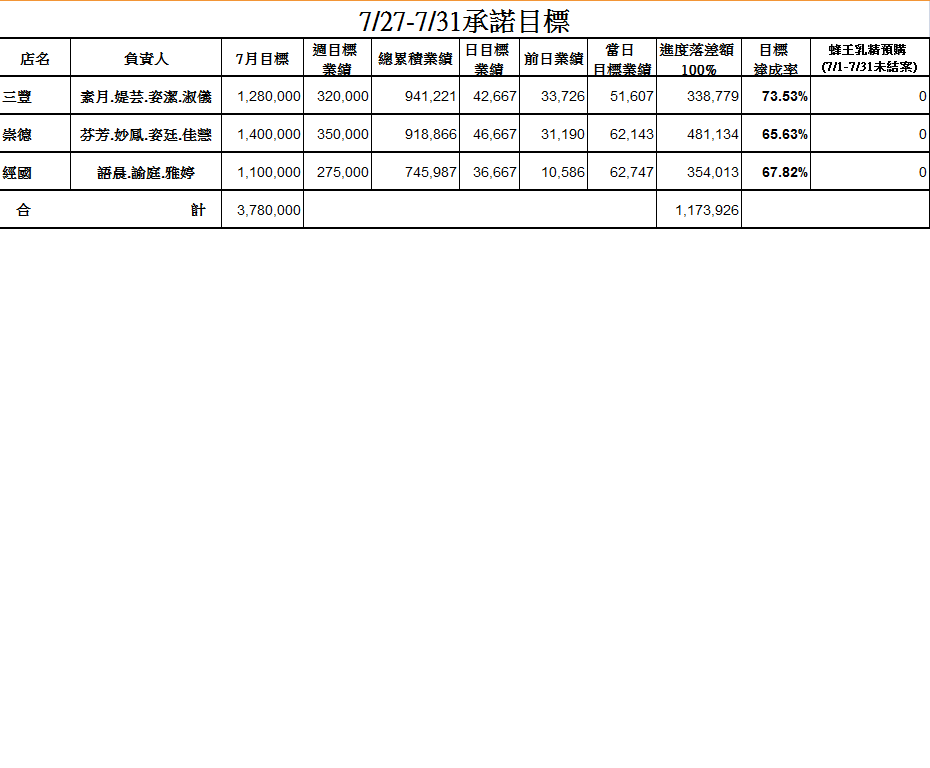 7/27-7/31承諾目標
店名 負責人 7月目標 週目標業績 總累積業績 日目標業績 前日業績 當日目標業績 進度落差額100% 目標達成率 蜂王乳精預購(7/1-7/31未結案)
三豐 素月.媞芸.姿潔.淑儀 1,280,000 320,000 941,221 42,667 33,726 51,607 338,779 73.53% 0
崇德 芬芳.妙鳳.姿廷.佳慧 1,400,000 350,000 918,866 46,667 31,190 62,143 481,134 65.63% 0
經國 語晨.諭庭.雅婷 1,100,000 275,000 745,987 36,667 10,586 62,747 354,013 67.82% 0
合計 3,780,000 1,173,926